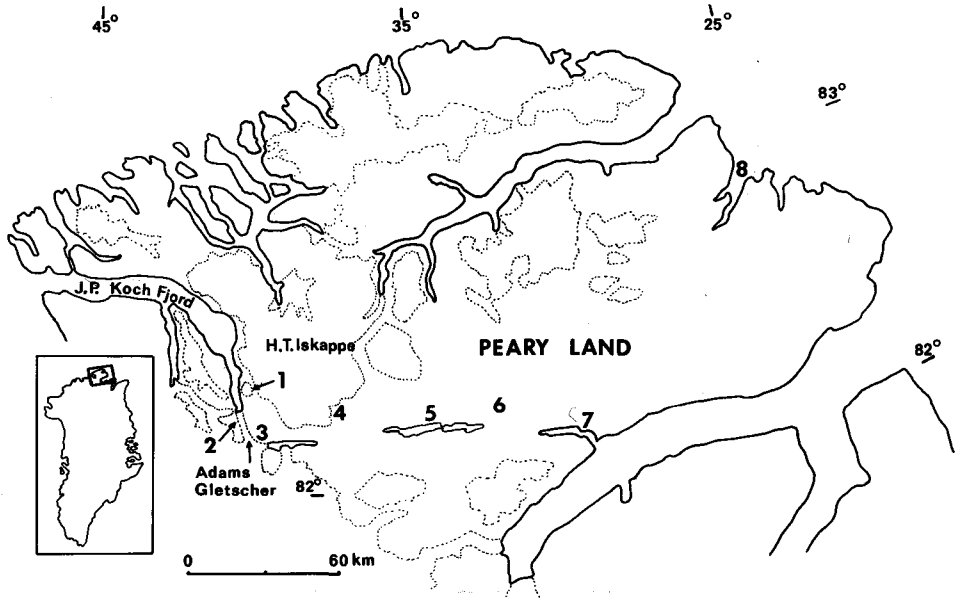 45°
35°
25°
83°
8
J.P. Koch Fjord
H.T. Iskappe
PEARY LAND
82°
1
4
5
6
7
2
3
Adams
Gletscher
82°
0
60 km